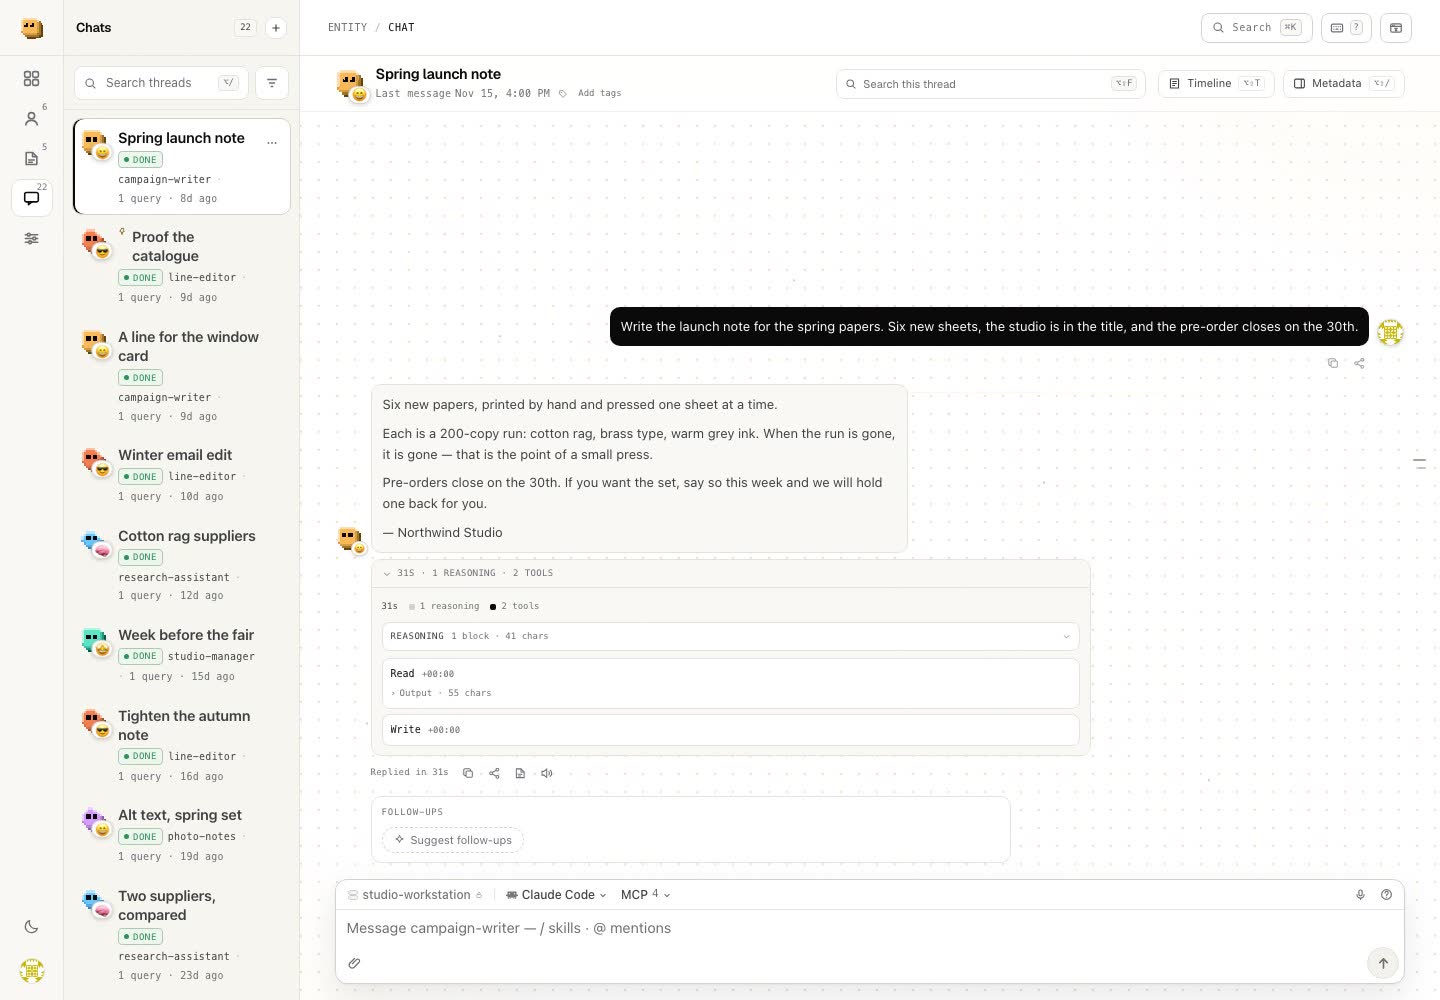 Chats
22
ENTITY / CHAT
Search ⌘K
?
6
5
22
Search threads ⌥/
Spring launch note
...
DONE
campaign-writer ·
1 query · 8d ago
Proof the
catalogue
DONE line-editor ·
1 query · 9d ago
A line for the window
card
DONE
campaign-writer ·
1 query · 9d ago
Winter email edit
DONE line-editor ·
1 query · 10d ago
Cotton rag suppliers
DONE
research-assistant ·
1 query · 12d ago
Week before the fair
DONE studio-manager
· 1 query · 15d ago
Tighten the autumn
note
DONE line-editor ·
1 query · 16d ago
Alt text, spring set
DONE photo-notes ·
1 query · 19d ago
Two suppliers,
compared
DONE
research-assistant ·
1 query · 23d ago
Spring launch note
Last message Nov 15, 4:00 PM Add tags
Search this thread ⌥⇧F
Timeline ⌥⇧T
Metadata ⌥⇧/
Write the launch note for the spring papers. Six new sheets, the studio is in the title, and the pre-order closes on the 30th.
Six new papers, printed by hand and pressed one sheet at a time.
Each is a 200-copy run: cotton rag, brass type, warm grey ink. When the run is gone,
it is gone — that is the point of a small press.
Pre-orders close on the 30th. If you want the set, say so this week and we will hold
one back for you.
— Northwind Studio
31S · 1 REASONING · 2 TOOLS
31s 1 reasoning 2 tools
REASONING 1 block · 41 chars
Read +00:00
› Output · 55 chars
Write +00:00
Replied in 31s
FOLLOW-UPS
Suggest follow-ups
studio-workstation Claude Code MCP 4
Message campaign-writer — / skills · @ mentions